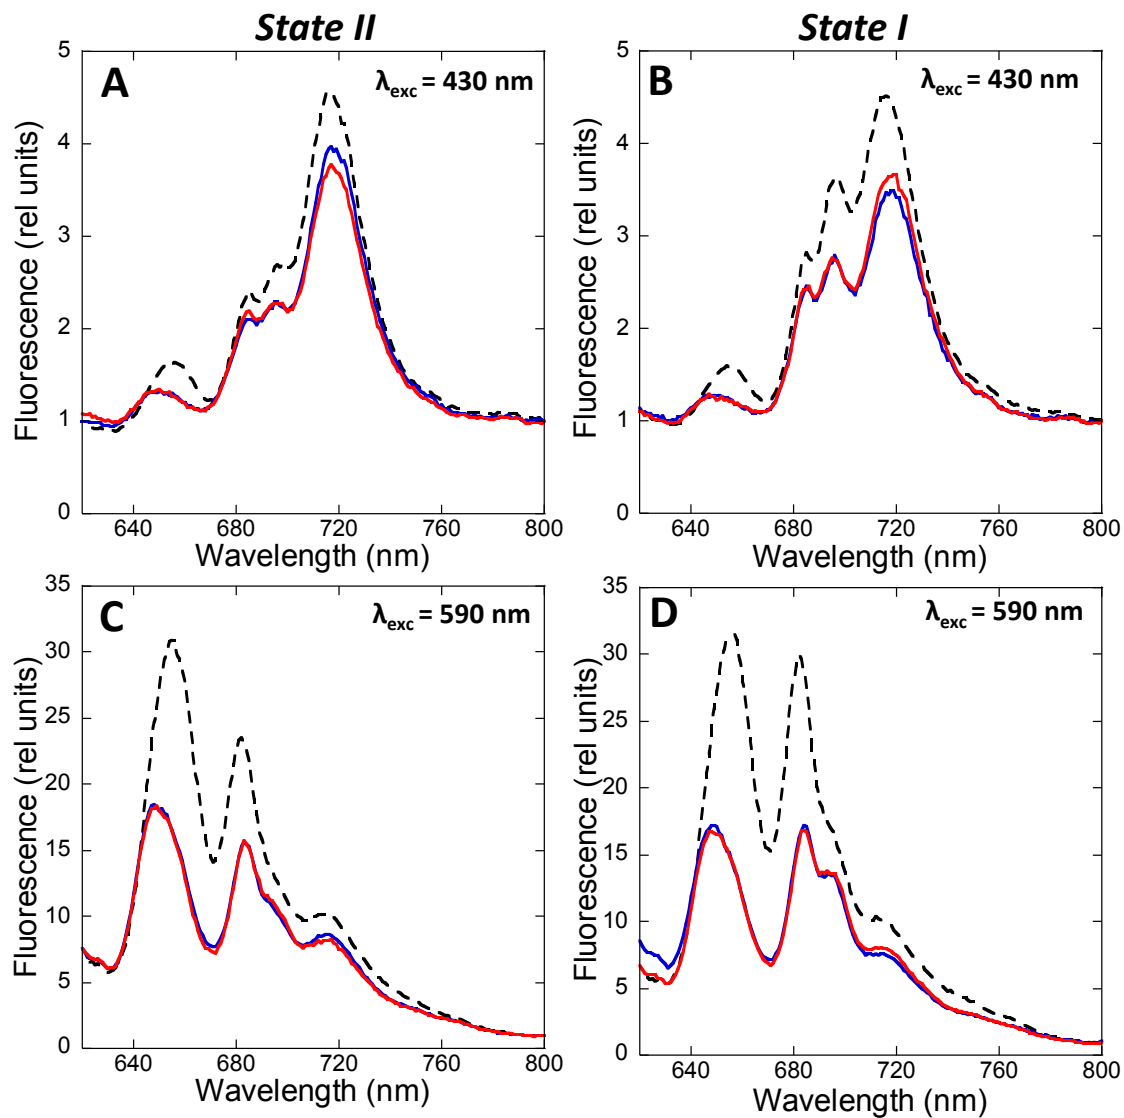 State II
State I
A
λexc = 430 nm
Fluorescence (rel units)
5
4
3
2
1
0
640 680 720 760 800
Wavelength (nm)
B
λexc = 430 nm
Fluorescence (rel units)
5
4
3
2
1
0
640 680 720 760 800
Wavelength (nm)
C
λexc = 590 nm
Fluorescence (rel units)
35
30
25
20
15
10
5
0
640 680 720 760 800
Wavelength (nm)
D
λexc = 590 nm
Fluorescence (rel units)
35
30
25
20
15
10
5
0
640 680 720 760 800
Wavelength (nm)